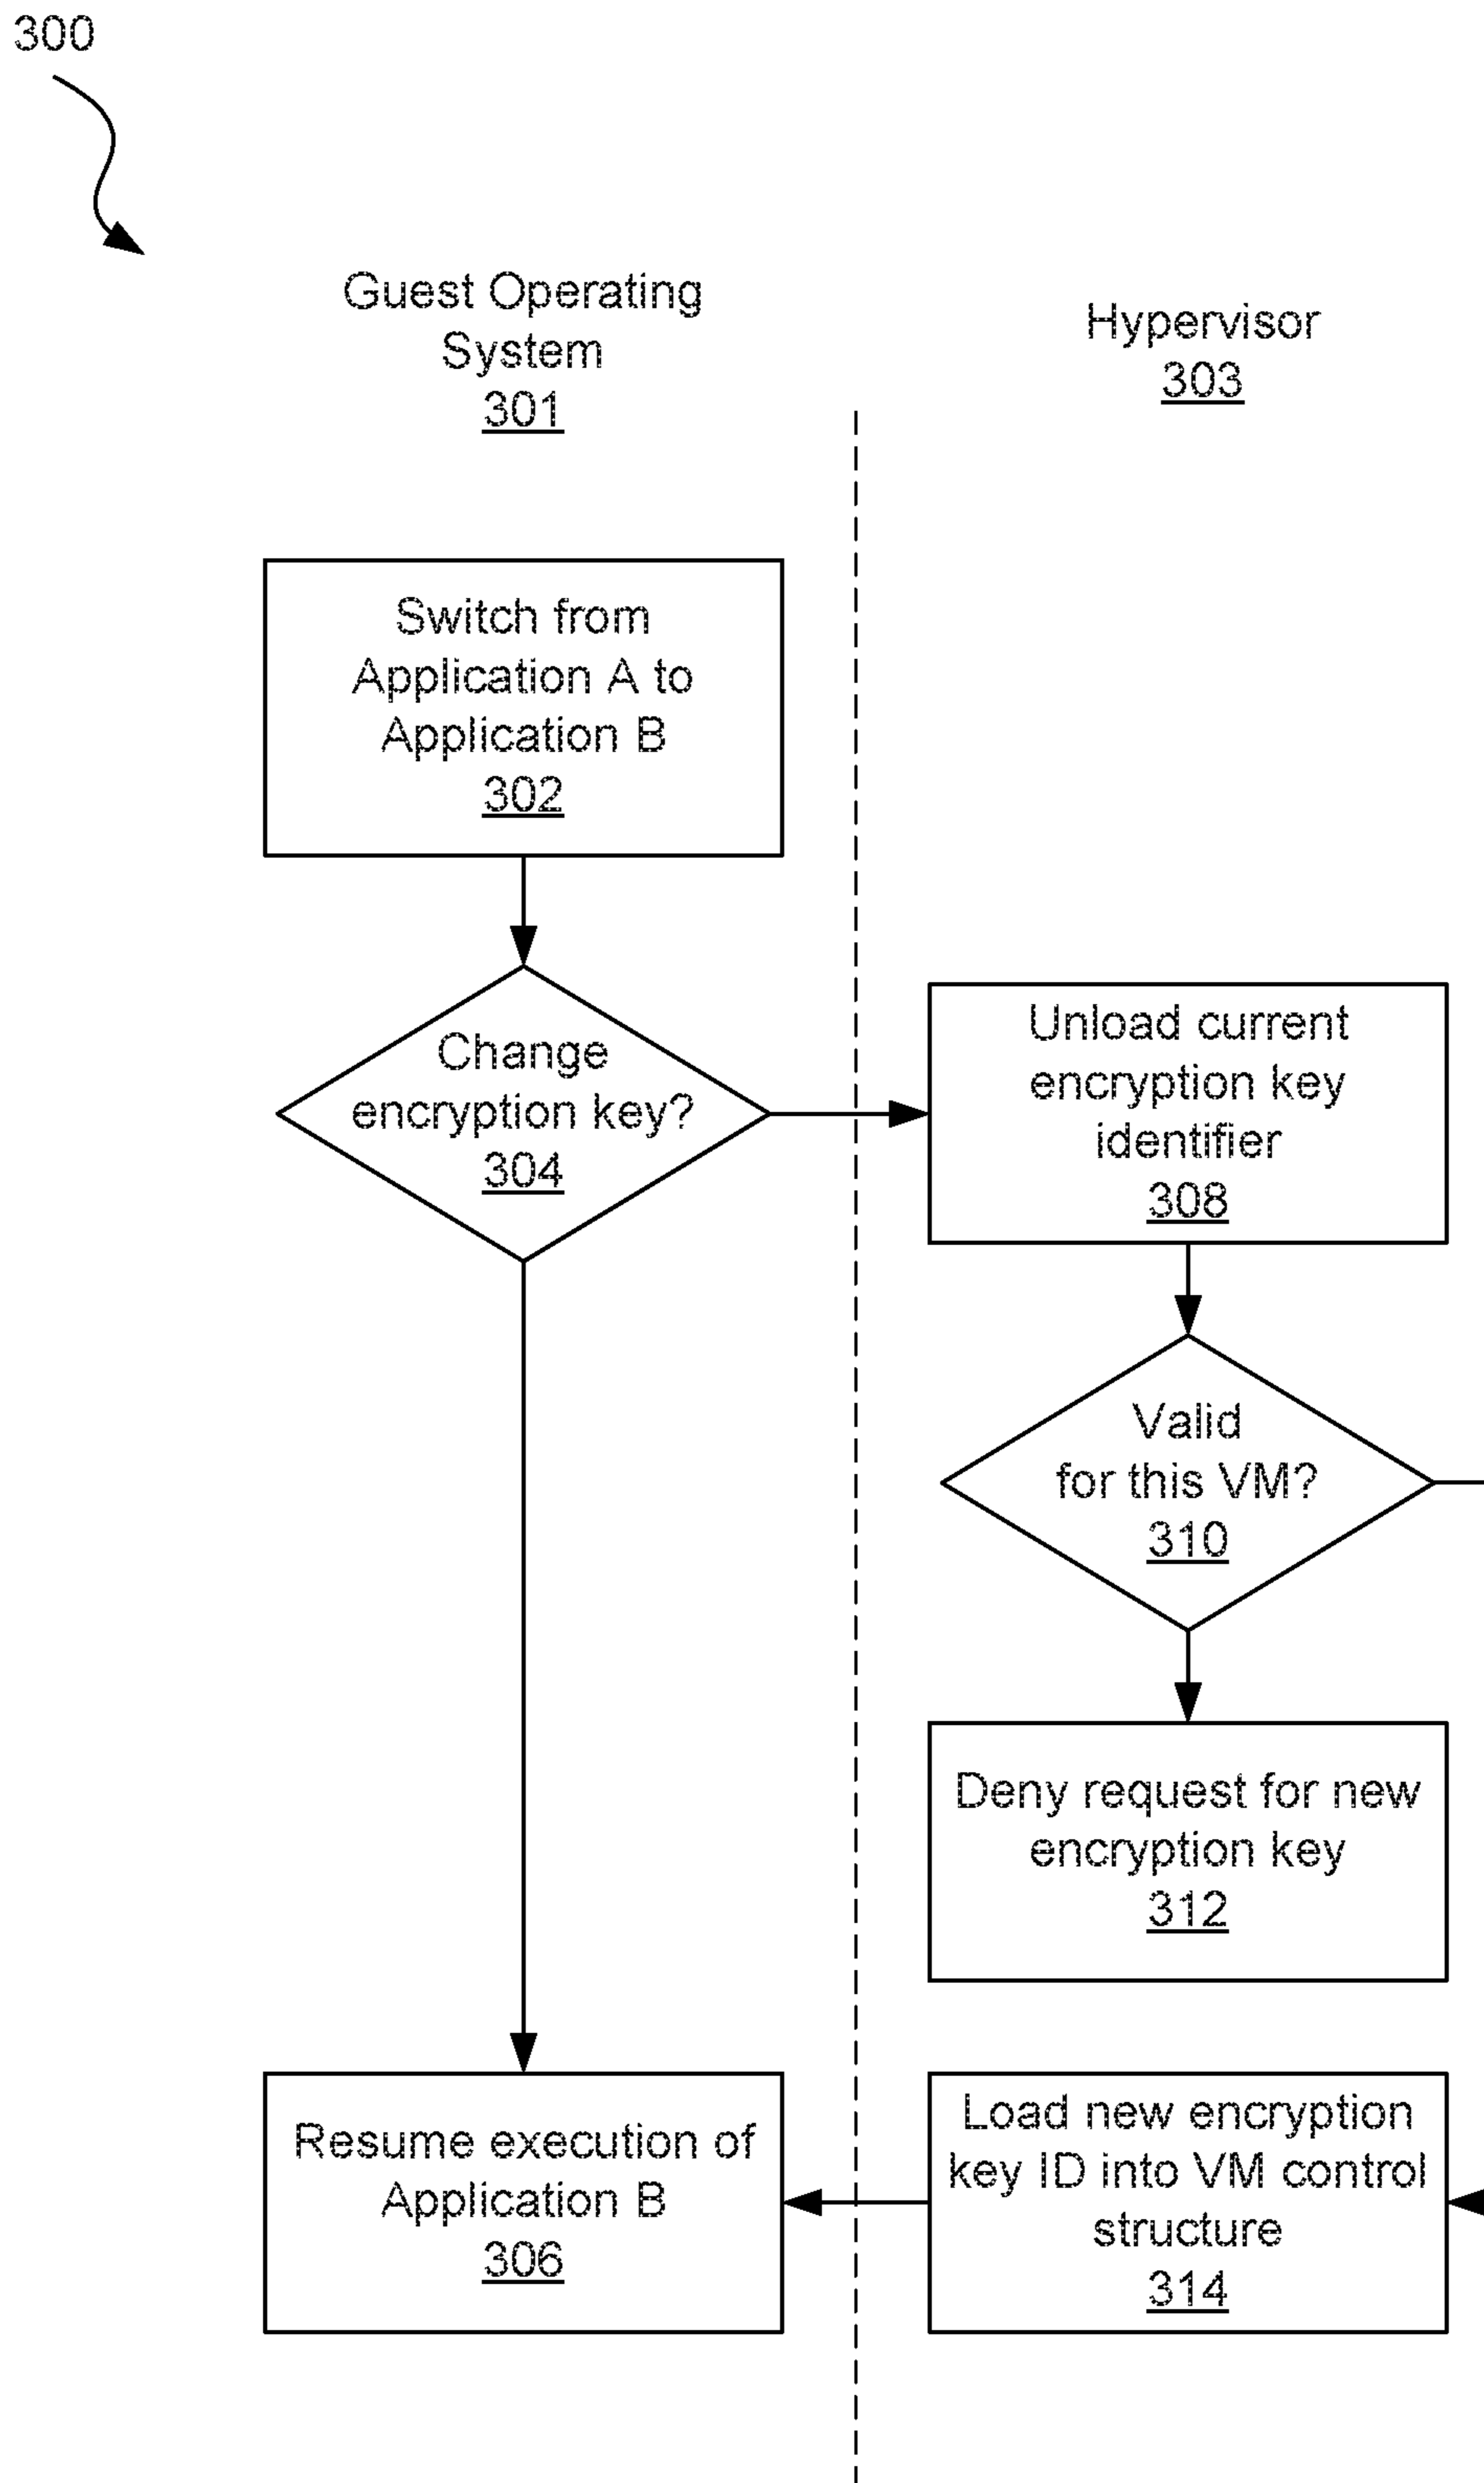 300
Guest Operating
System
301
Hypervisor
303
Switch from
Application A to
Application B
302
Change
encryption key?
304
Unload current
encryption key
identifier
308
Valid
for this VM?
310
Deny request for new
encryption key
312
Resume execution of
Application B
306
Load new encryption
key ID into VM control
structure
314